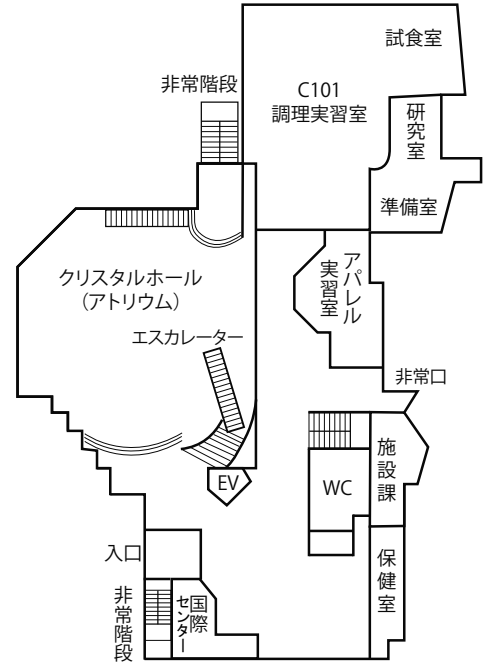 試食室
C101
調理実習室
非常階段
研究室
準備室
アパレル
実習室
クリスタルホール
（アトリウム）
エスカレーター
非常口
施設課
EV
WC
入口
保健室
非常階段
国際
センター